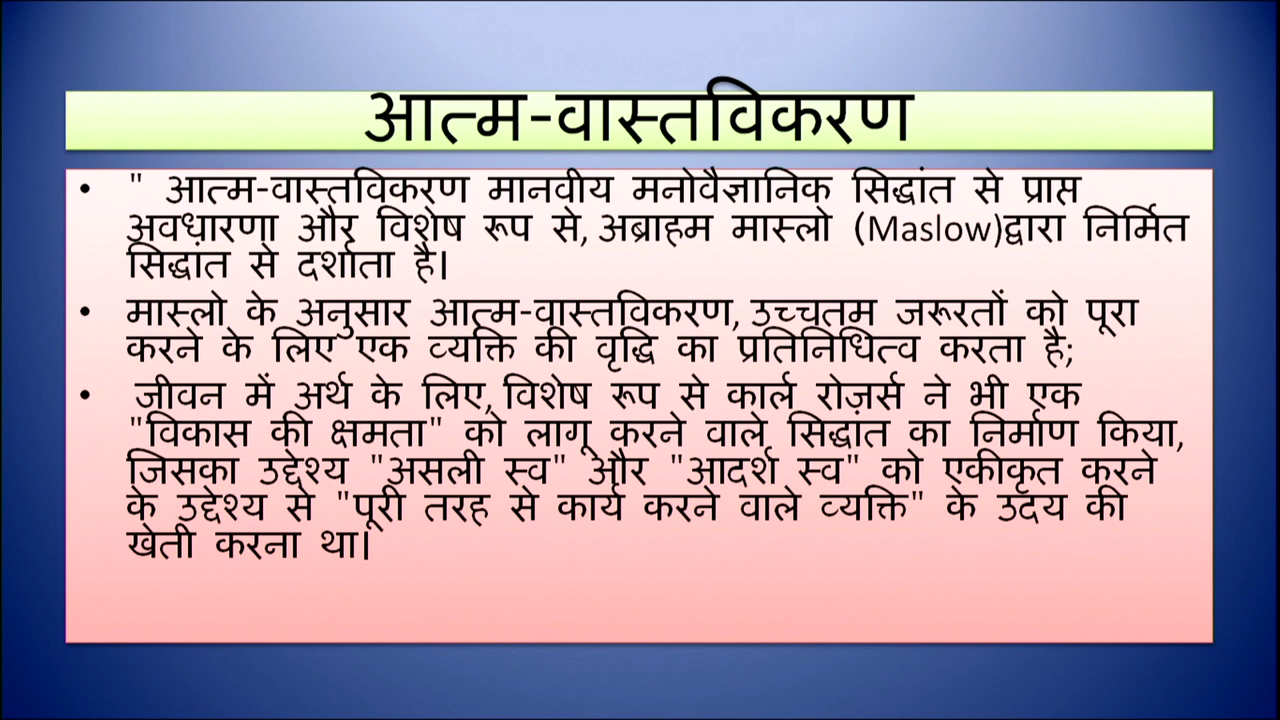 आत्म-वास्तविकरण
• " आत्म-वास्तविकरण मानवीय मनोवैज्ञानिक सिद्धांत से प्राप्त
अवधाऱणा और विशेष रूप से, अब्राहम मास्लो (Maslow)द्वारा निर्मित
सिद्धांत से दर्शाता है।
• मास्लो के अनुसार आत्म-वास्तविकरण, उच्चतम जरूरतों को पूरा
करने के लिए एक व्यक्ति की वृद्धि का प्रतिनिधित्व करता है;
• जीवन में अर्थ के लिए, विशेष रूप से कार्ल रोज़र्स ने भी एक
"विकास की क्षमता" को लागू करने वाले सिद्धांत का निर्माण किया,
जिसका उद्देश्य "असली स्व" और "आदर्श स्व" को एकीकृत करने
के उद्देश्य से "पूरी तरह से कार्य करने वाले व्यक्ति" के उदय की
खेती करना था।